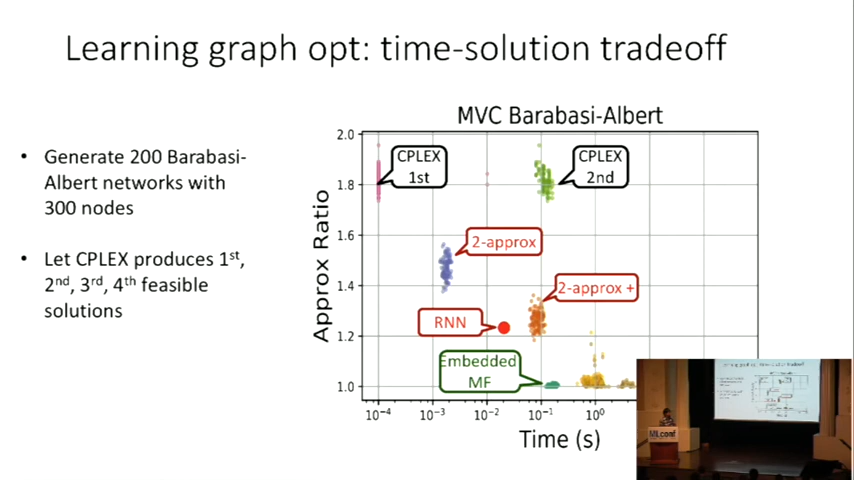 Learning graph opt: time-solution tradeoff
• Generate 200 Barabasi-
Albert networks with
300 nodes
• Let CPLEX produces 1st,
2nd, 3rd, 4th feasible
solutions
MVC Barabasi-Albert
Approx Ratio
2.0
1.8
1.6
1.4
1.2
1.0
CPLEX
1st
CPLEX
2nd
2-approx
2-approx +
RNN
Embedded
MF
10⁻⁴
10⁻³
10⁻²
10⁻¹
10⁰
Time (s)
MLconf